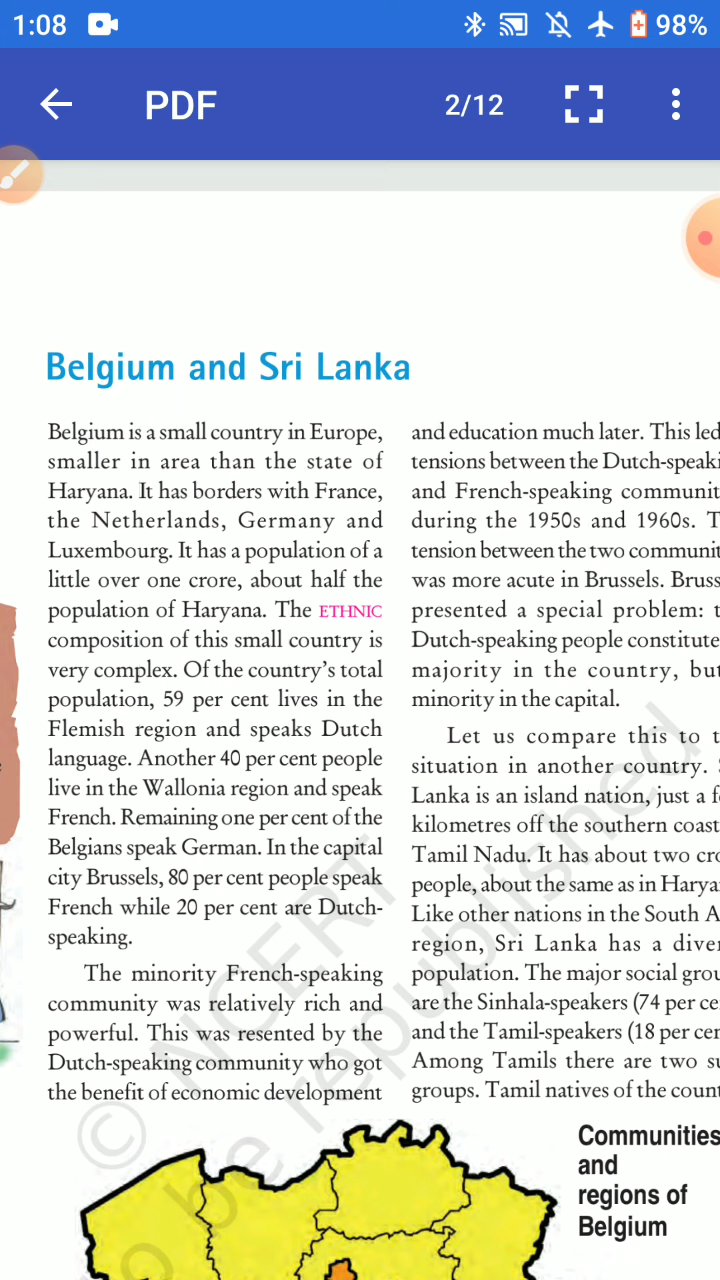 1:08
98%
PDF
2/12
Belgium and Sri Lanka
Belgium is a small country in Europe,
smaller in area than the state of
Haryana. It has borders with France,
the Netherlands, Germany and
Luxembourg. It has a population of a
little over one crore, about half the
population of Haryana. The ETHNIC
composition of this small country is
very complex. Of the country's total
population, 59 per cent lives in the
Flemish region and speaks Dutch
language. Another 40 per cent people
live in the Wallonia region and speak
French. Remaining one per cent of the
Belgians speak German. In the capital
city Brussels, 80 per cent people speak
French while 20 per cent are Dutch-
speaking.
The minority French-speaking
community was relatively rich and
powerful. This was resented by the
Dutch-speaking community who got
the benefit of economic development
and education much later. This led
tensions between the Dutch-speaki
and French-speaking communit
during the 1950s and 1960s. T
tension between the two communit
was more acute in Brussels. Bruss
presented a special problem: t
Dutch-speaking people constitute
majority in the country, but
minority in the capital.
Let us compare this to t
situation in another country. S
Lanka is an island nation, just a f
kilometres off the southern coast
Tamil Nadu. It has about two cro
people, about the same as in Harya
Like other nations in the South A
region, Sri Lanka has a diver
population. The major social grou
are the Sinhala-speakers (74 per ce
and the Tamil-speakers (18 per cen
Among Tamils there are two su
groups. Tamil natives of the count
Communities
and
regions of
Belgium
© NCERT
o be republished